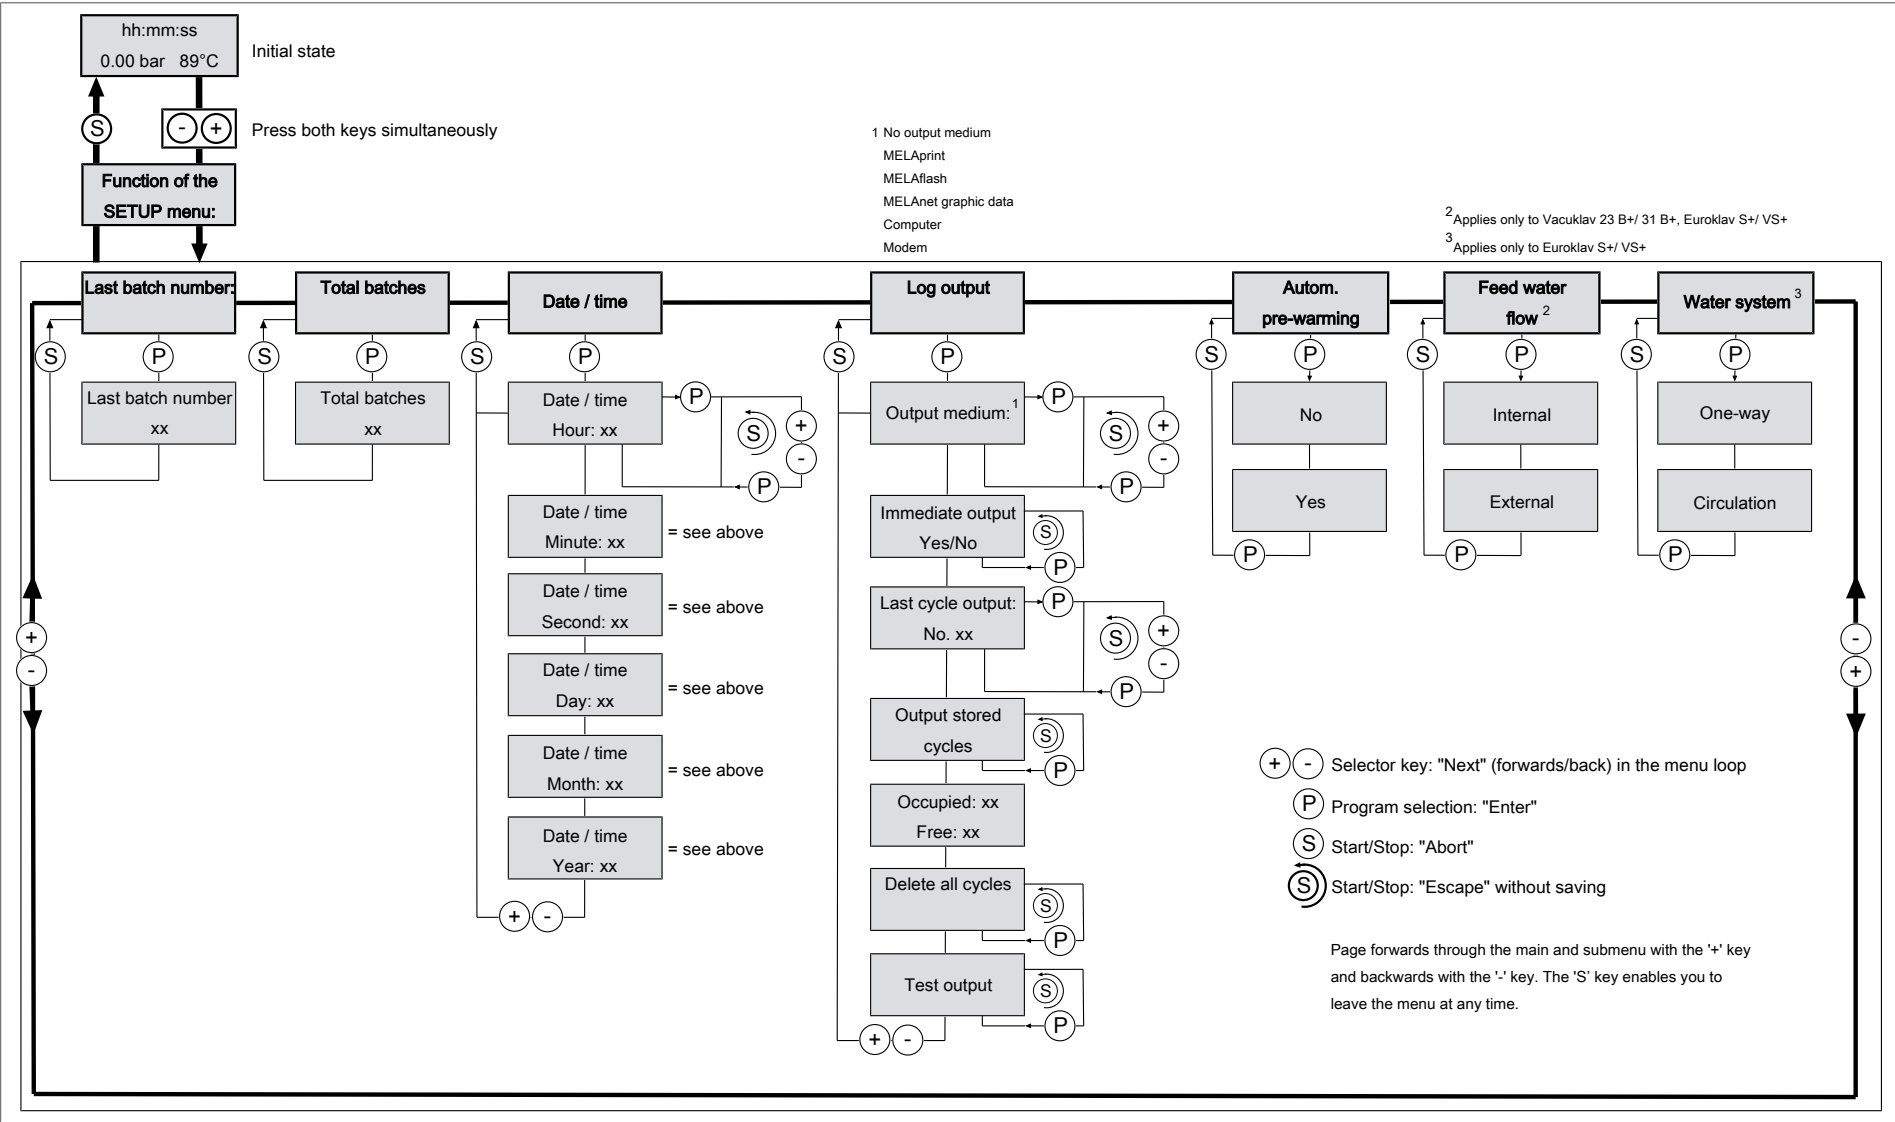 hh:mm:ss
0.00 bar 89°C
Initial state
S
- +
Press both keys simultaneously
Function of the
SETUP menu:
1 No output medium
MELAprint
MELAflash
MELAnet graphic data
Computer
Modem
2 Applies only to Vacuklav 23 B+/ 31 B+, Euroklav S+/ VS+
3 Applies only to Euroklav S+/ VS+
Last batch number:
S P
Last batch number
xx
Total batches
S P
Total batches
xx
Date / time
S P
Date / time
Hour: xx
P
S
+
-
P
Date / time
Minute: xx
= see above
Date / time
Second: xx
= see above
Date / time
Day: xx
= see above
Date / time
Month: xx
= see above
Date / time
Year: xx
= see above
+ -
Log output
S P
Output medium: 1
P
S
+
-
P
Immediate output
Yes/No
S
P
Last cycle output:
No. xx
P
S
+
-
P
Output stored
cycles
S
P
Occupied: xx
Free: xx
Delete all cycles
S
P
Test output
S
P
+ -
Autom.
pre-warming
S P
No
Yes
P
Feed water
flow 2
S P
Internal
External
P
Water system 3
S P
One-way
Circulation
P
+
-
-
+
+ - Selector key: "Next" (forwards/back) in the menu loop
P Program selection: "Enter"
S Start/Stop: "Abort"
S Start/Stop: "Escape" without saving
Page forwards through the main and submenu with the '+' key
and backwards with the '-' key. The 'S' key enables you to
leave the menu at any time.